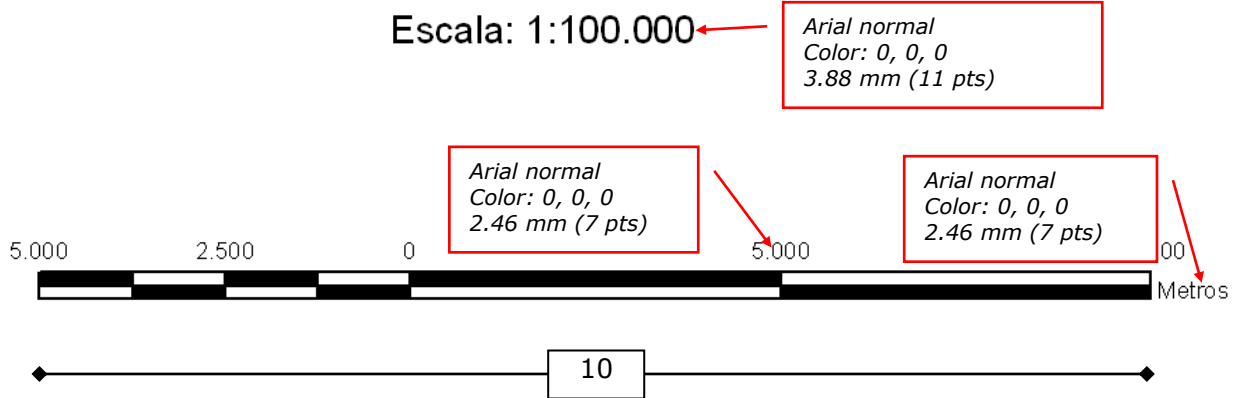 Escala: 1:100.000
Arial normal
Color: 0, 0, 0
3.88 mm (11 pts)
Arial normal
Color: 0, 0, 0
2.46 mm (7 pts)
Arial normal
Color: 0, 0, 0
2.46 mm (7 pts)
5.000 2.500 0 5.000 00
Metros
10